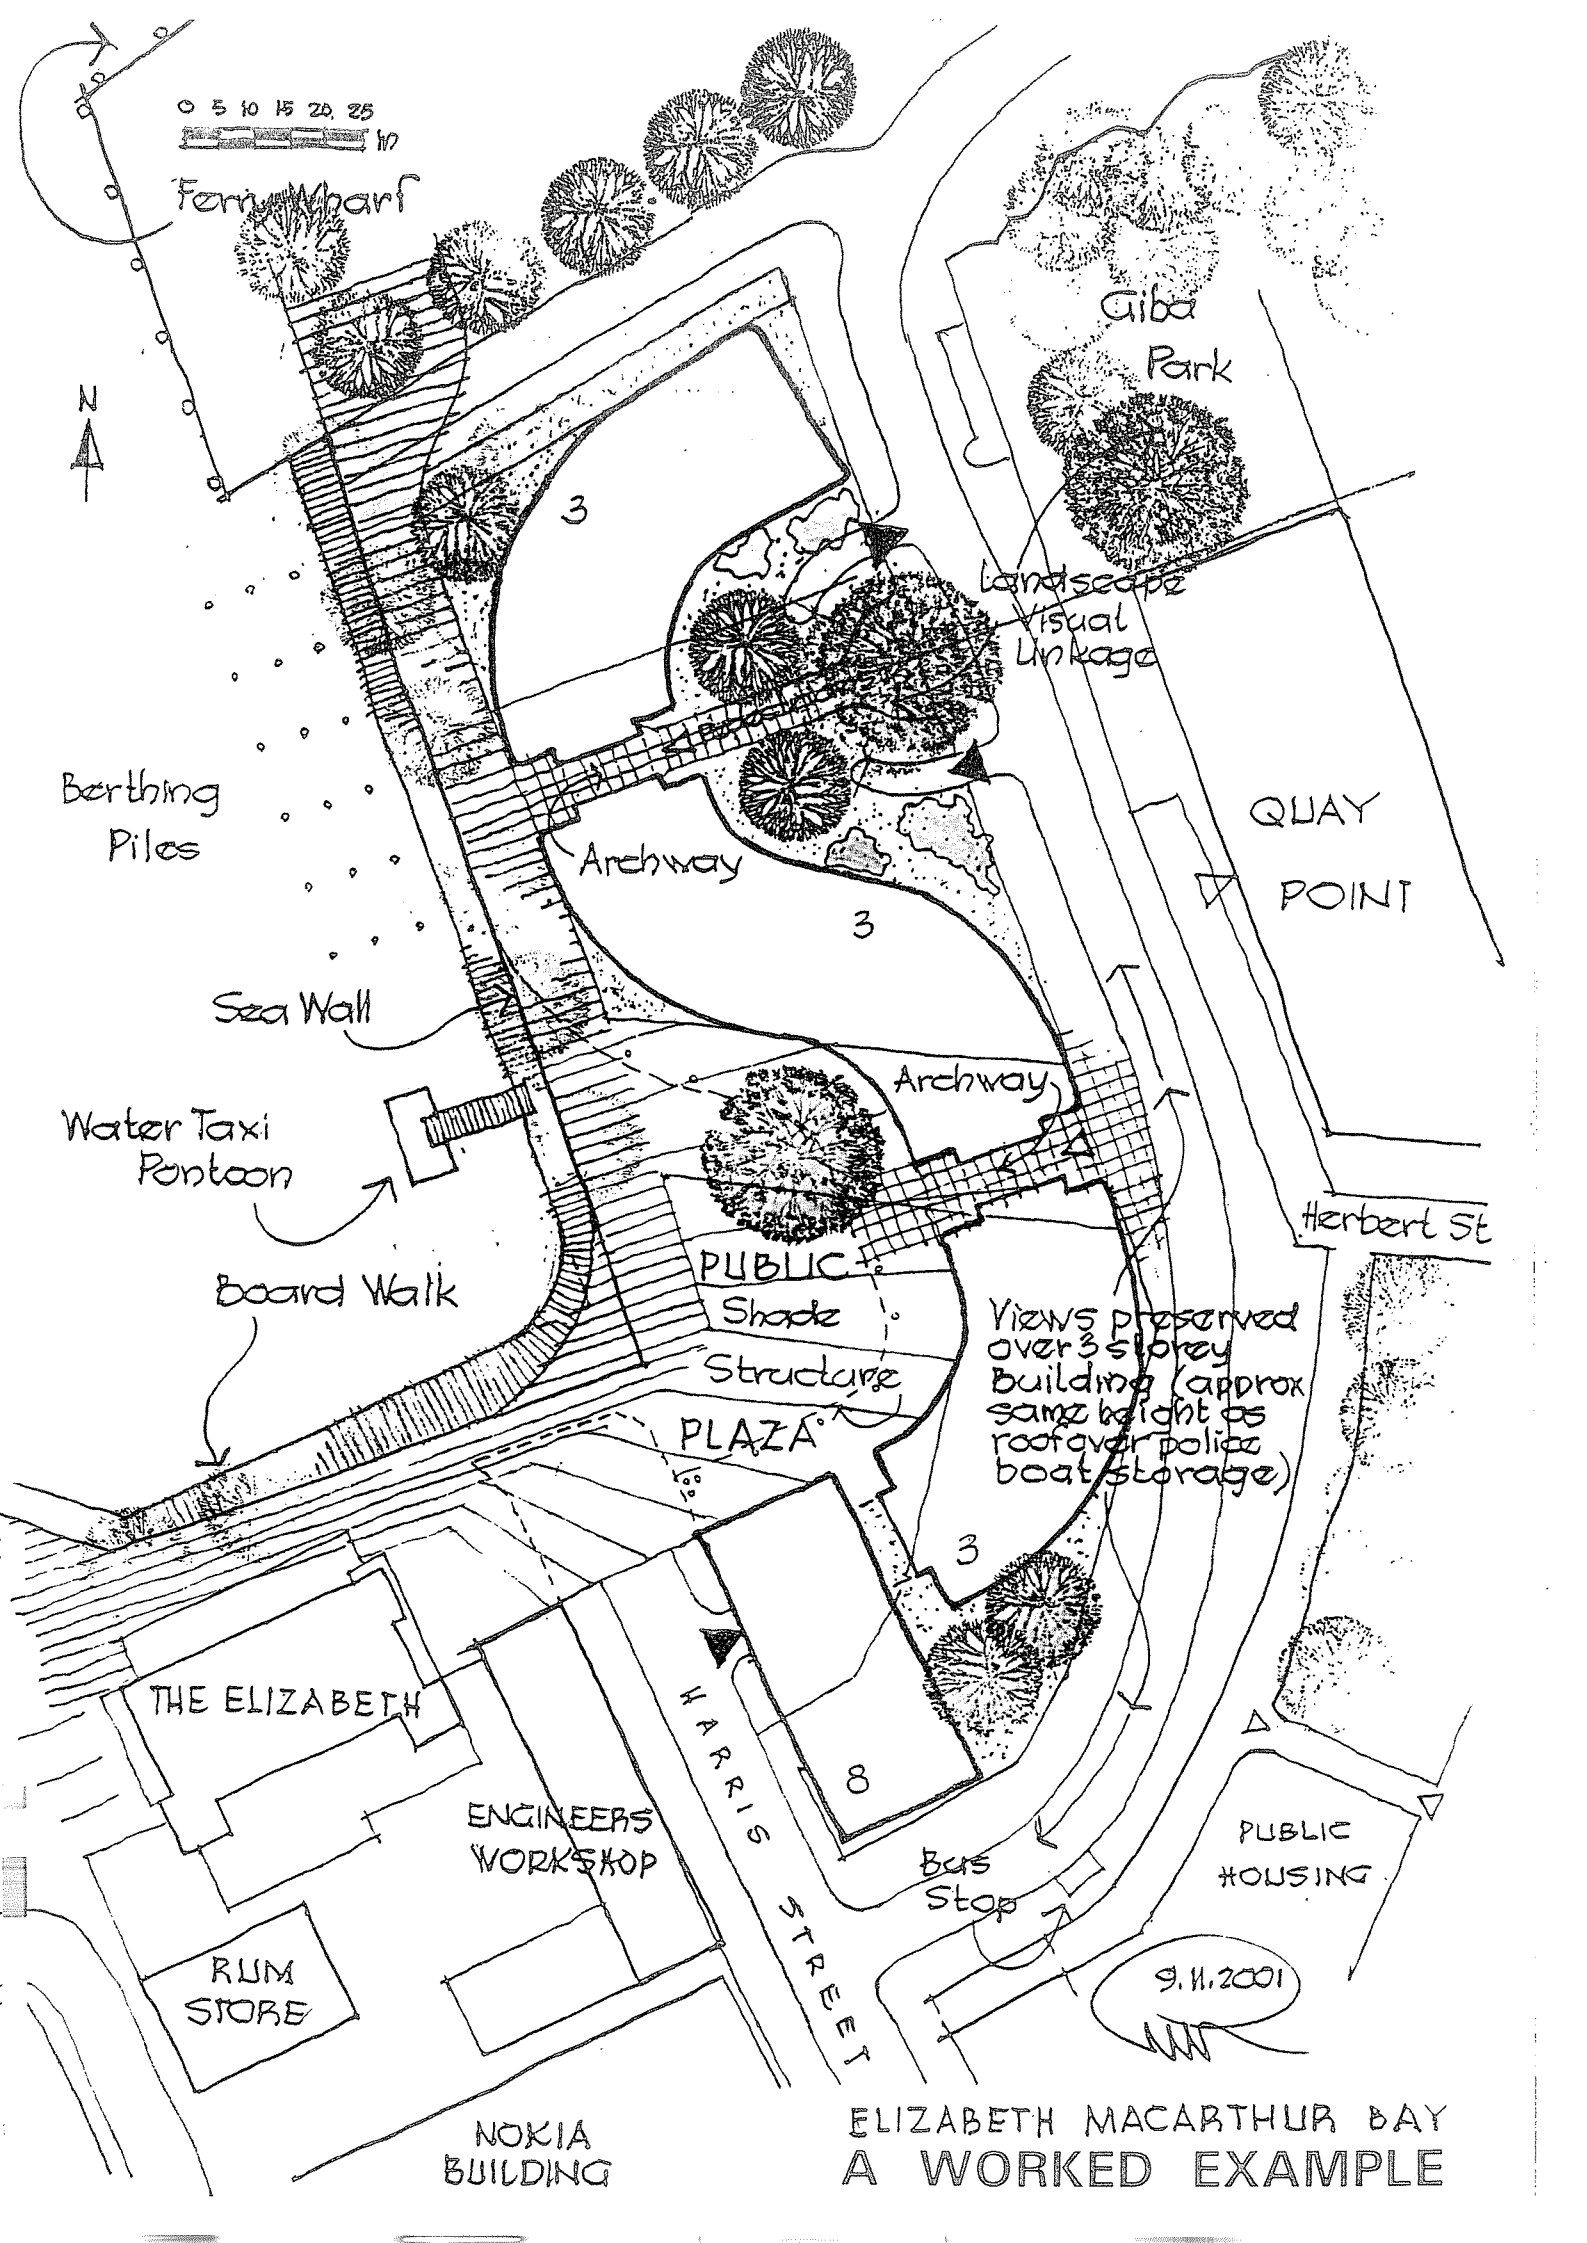 0 5 10 15 20 25
m
Ferry Wharf
N
Giba
Park
3
Landscape
Visual
Linkage
Berthing
Piles
QUAY
POINT
Archway
3
Sea Wall
Archway
Water Taxi
Pontoon
Herbert St
PUBLIC
Shade
Structure
PLAZA
Board Walk
Views preserved
over 3 storey
Building (approx
same height as
roof over police
boat storage)
3
THE ELIZABETH
HARRIS STREET
8
ENGINEERS
WORKSHOP
Bus
Stop
PUBLIC
HOUSING
RUM
STORE
9.11.2001
NOKIA
BUILDING
ELIZABETH MACARTHUR BAY
A WORKED EXAMPLE